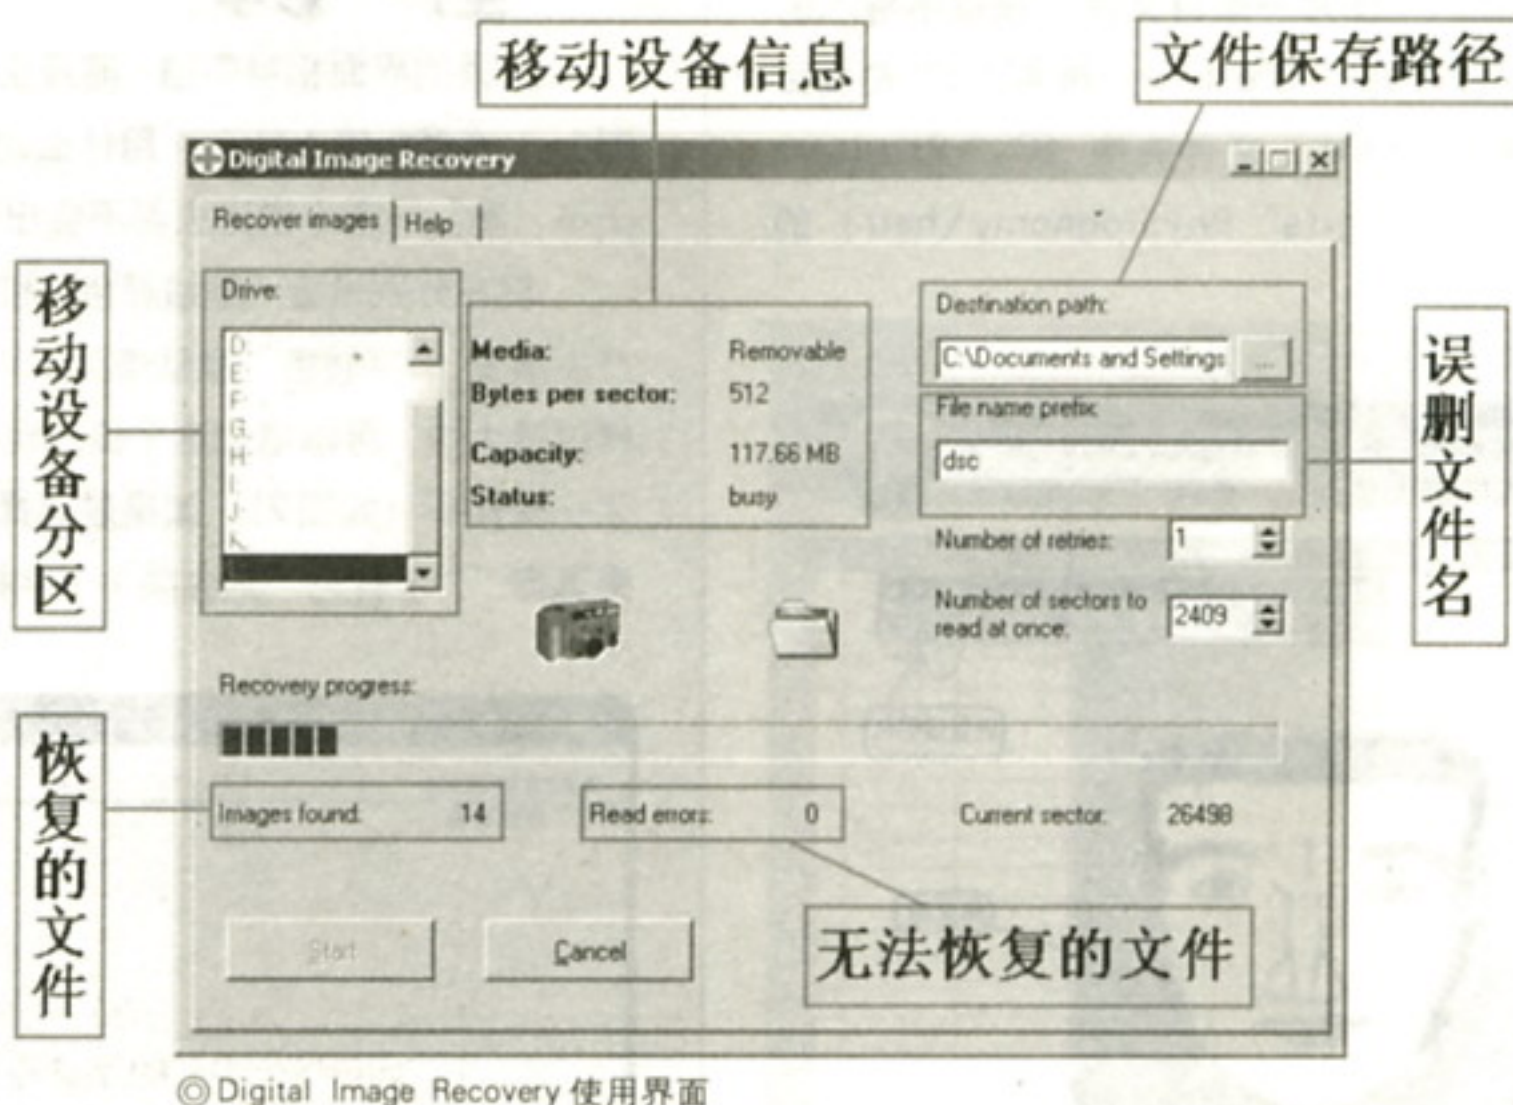 移动设备信息
文件保存路径
Digital Image Recovery
Recover images
Help
移动设备分区
Drive:
D:
E:
F:
G:
H:
I:
J:
K:
Media: Removable
Bytes per sector: 512
Capacity: 117.66 MB
Status: busy
Destination path:
C:\Documents and Settings
...
File name prefix:
dsc
误删文件名
Number of retries: 1
Number of sectors to
read at once: 2409
Recovery progress:
恢复的文件
Images found: 14
Read errors: 0
Current sector: 26498
Start
Cancel
无法恢复的文件
◎Digital Image Recovery 使用界面